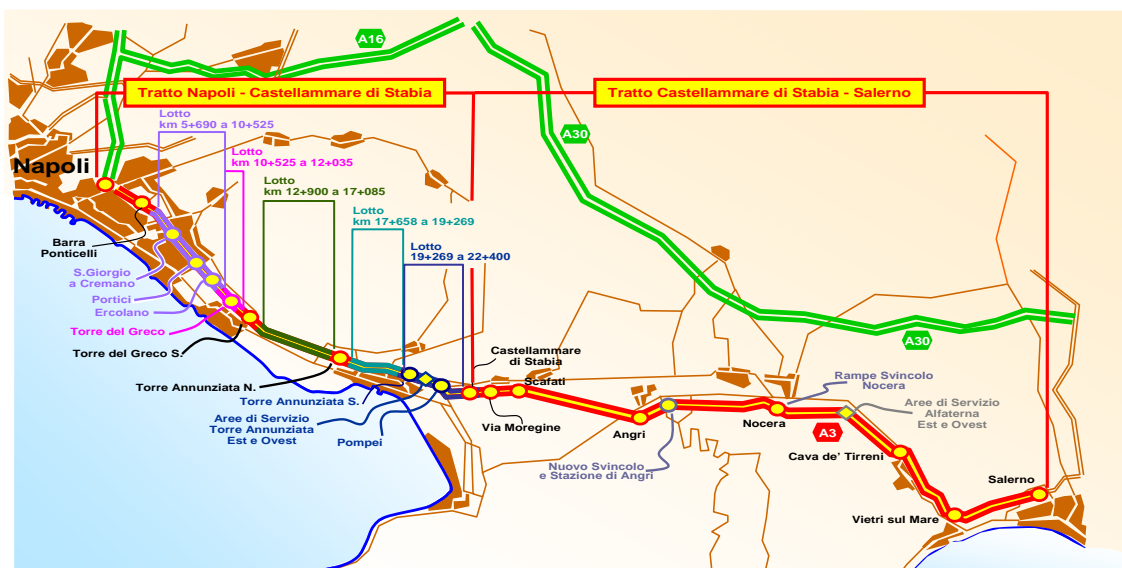 A16
Tratto Napoli - Castellammare di Stabia
Tratto Castellammare di Stabia - Salerno
Lotto
km 5+690 a 10+525
A30
Lotto
km 10+525 a 12+035
Napoli
Lotto
km 12+900 a 17+085
Lotto
km 17+658 a 19+269
Barra
Ponticelli
Lotto
19+269 a 22+400
S.Giorgio
a Cremano
Portici
Ercolano
Torre del Greco
A30
Torre del Greco S.
Castellammare
di Stabia
Scafati
Torre Annunziata N.
Rampe Svincolo
Nocera
Torre Annunziata S.
Aree di Servizio
Alfaterna
Est e Ovest
Aree di Servizio
Torre Annunziata
Est e Ovest
Pompei
Via Moregine
Angri
Nocera
A3
Cava de' Tirreni
Nuovo Svincolo
e Stazione di Angri
Salerno
Vietri sul Mare